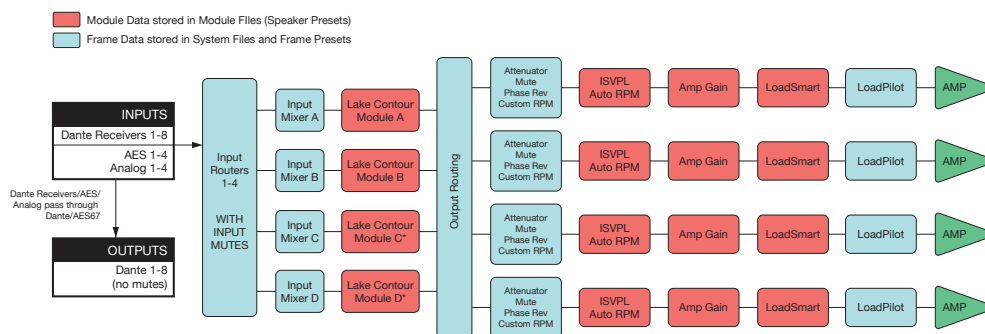 Module Data stored in Module FIles (Speaker Presets)
Frame Data stored in System Files and Frame Presets
INPUTS
Dante Receivers 1-8
AES 1-4
Analog 1-4
Dante Receivers/AES/
Analog pass through
Dante/AES67
OUTPUTS
Dante 1-8
(no mutes)
Input
Routers
1-4
WITH
INPUT
MUTES
Input
Mixer A
Lake Contour
Module A
Input
Mixer B
Lake Contour
Module B
Input
Mixer C
Lake Contour
Module C*
Input
Mixer D
Lake Contour
Module D*
Output Routing
Attenuator
Mute
Phase Rev
Custom RPM
ISVPL
Auto RPM
Amp Gain
LoadSmart
LoadPilot
AMP
Attenuator
Mute
Phase Rev
Custom RPM
ISVPL
Auto RPM
Amp Gain
LoadSmart
LoadPilot
AMP
Attenuator
Mute
Phase Rev
Custom RPM
ISVPL
Auto RPM
Amp Gain
LoadSmart
LoadPilot
AMP
Attenuator
Mute
Phase Rev
Custom RPM
ISVPL
Auto RPM
Amp Gain
LoadSmart
LoadPilot
AMP